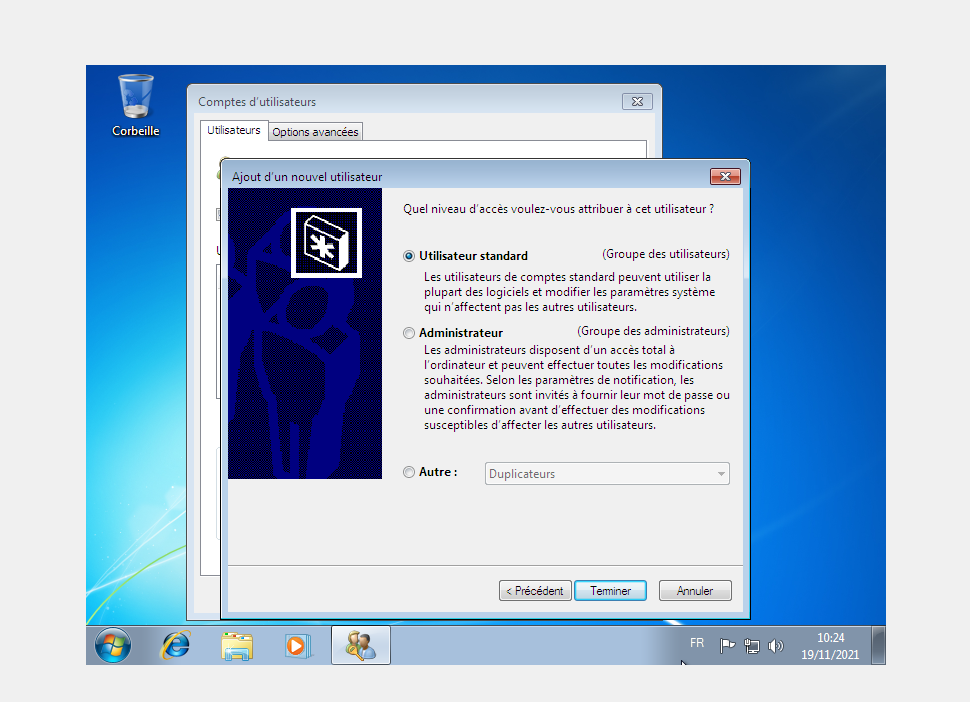 Corbeille
Comptes d'utilisateurs
Utilisateurs
Options avancées
Ajout d'un nouvel utilisateur
Quel niveau d'accès voulez-vous attribuer à cet utilisateur ?
Utilisateur standard
(Groupe des utilisateurs)
Les utilisateurs de comptes standard peuvent utiliser la
plupart des logiciels et modifier les paramètres système
qui n'affectent pas les autres utilisateurs.
Administrateur
(Groupe des administrateurs)
Les administrateurs disposent d'un accès total à
l'ordinateur et peuvent effectuer toutes les modifications
souhaitées. Selon les paramètres de notification, les
administrateurs sont invités à fournir leur mot de passe ou
une confirmation avant d'effectuer des modifications
susceptibles d'affecter les autres utilisateurs.
Autre :
Duplicateurs
< Précédent
Terminer
Annuler
FR
10:24
19/11/2021